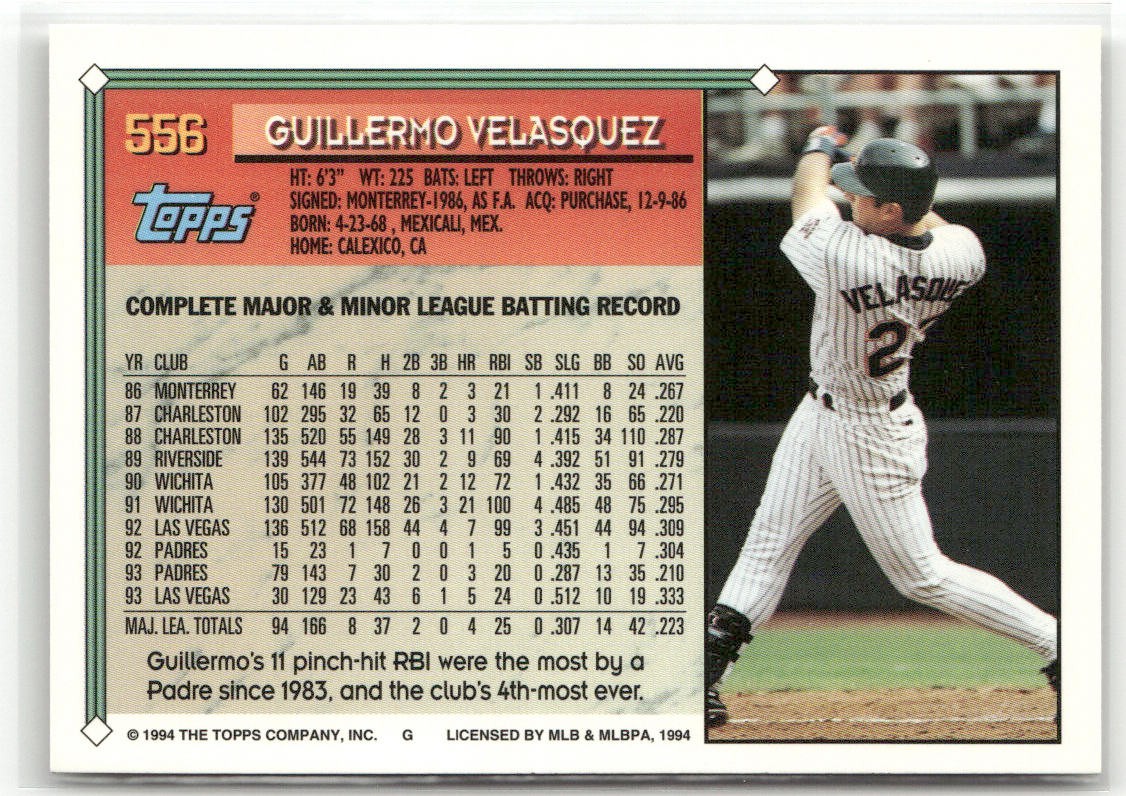 556 GUILLERMO VELASQUEZ
topps®
HT: 6'3" WT: 225 BATS: LEFT THROWS: RIGHT
SIGNED: MONTERREY-1986, AS F.A. ACQ: PURCHASE, 12-9-86
BORN: 4-23-68 , MEXICALI, MEX.
HOME: CALEXICO, CA
COMPLETE MAJOR & MINOR LEAGUE BATTING RECORD
YR CLUB G AB R H 2B 3B HR RBI SB SLG BB SO AVG
86 MONTERREY 62 146 19 39 8 2 3 21 1 .411 8 24 .267
87 CHARLESTON 102 295 32 65 12 0 3 30 2 .292 16 65 .220
88 CHARLESTON 135 520 55 149 28 3 11 90 1 .415 34 110 .287
89 RIVERSIDE 139 544 73 152 30 2 9 69 4 .392 51 91 .279
90 WICHITA 105 377 48 102 21 2 12 72 1 .432 35 66 .271
91 WICHITA 130 501 72 148 26 3 21 100 4 .485 48 75 .295
92 LAS VEGAS 136 512 68 158 44 4 7 99 3 .451 44 94 .309
92 PADRES 15 23 1 7 0 0 1 5 0 .435 1 7 .304
93 PADRES 79 143 7 30 2 0 3 20 0 .287 13 35 .210
93 LAS VEGAS 30 129 23 43 6 1 5 24 0 .512 10 19 .333
MAJ. LEA. TOTALS 94 166 8 37 2 0 4 25 0 .307 14 42 .223
Guillermo's 11 pinch-hit RBI were the most by a
Padre since 1983, and the club's 4th-most ever.
© 1994 THE TOPPS COMPANY, INC. G LICENSED BY MLB & MLBPA, 1994
VELASQUE
2